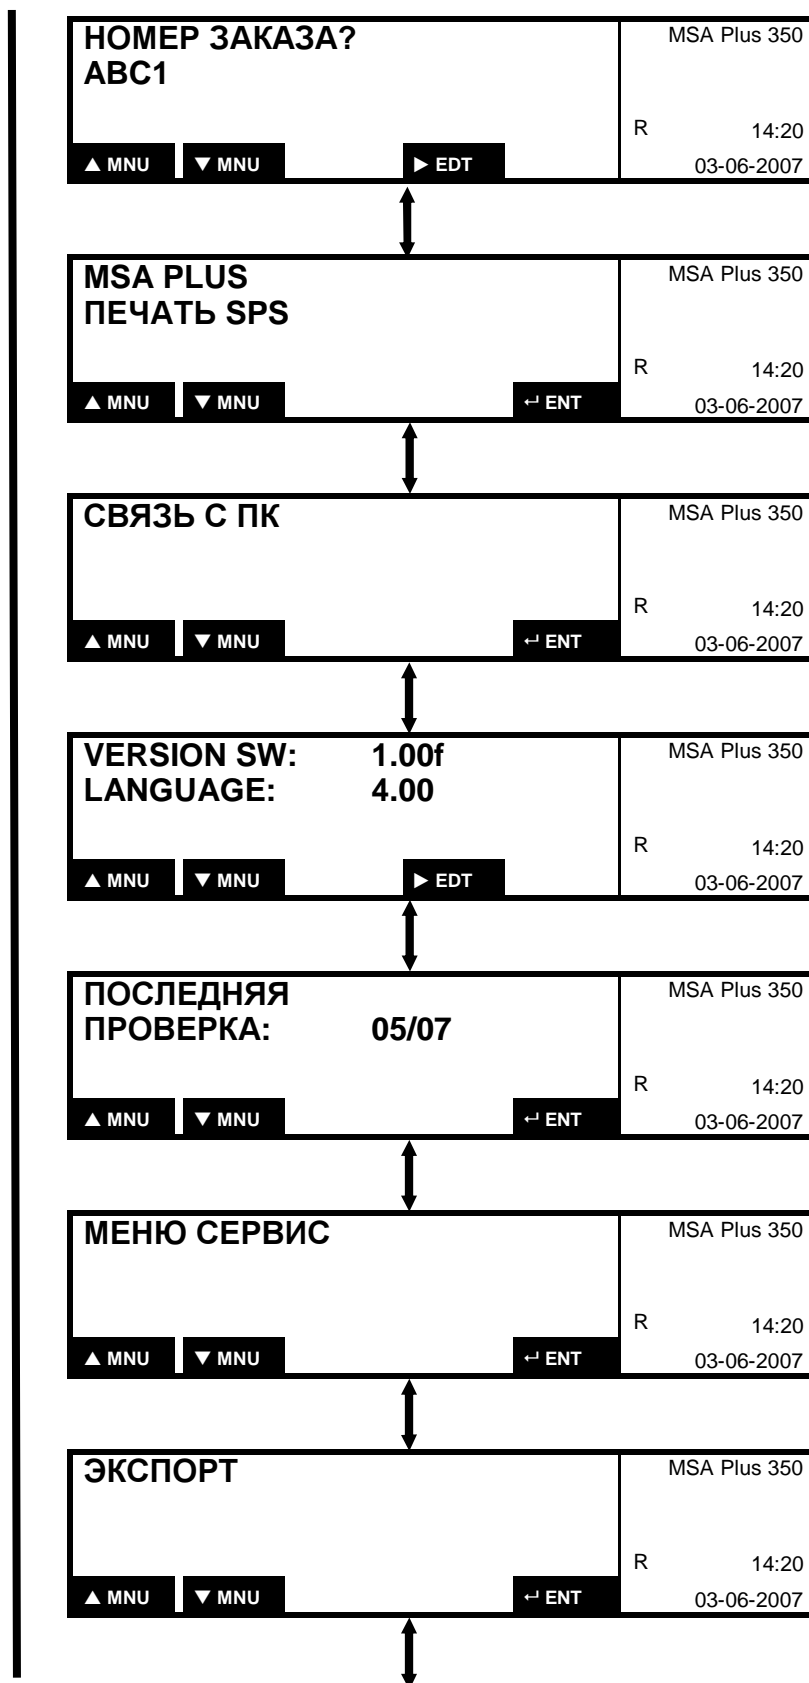 НОМЕР ЗАКАЗА?
ABC1
MSA Plus 350
R 14:20
▲ MNU ▼ MNU ► EDT
03-06-2007
MSA PLUS
ПЕЧАТЬ SPS
MSA Plus 350
R 14:20
▲ MNU ▼ MNU ↵ ENT
03-06-2007
СВЯЗЬ С ПК
MSA Plus 350
R 14:20
▲ MNU ▼ MNU ↵ ENT
03-06-2007
VERSION SW: 1.00f
LANGUAGE: 4.00
MSA Plus 350
R 14:20
▲ MNU ▼ MNU ► EDT
03-06-2007
ПОСЛЕДНЯЯ
ПРОВЕРКА: 05/07
MSA Plus 350
R 14:20
▲ MNU ▼ MNU ↵ ENT
03-06-2007
МЕНЮ СЕРВИС
MSA Plus 350
R 14:20
▲ MNU ▼ MNU ↵ ENT
03-06-2007
ЭКСПОРТ
MSA Plus 350
R 14:20
▲ MNU ▼ MNU ↵ ENT
03-06-2007